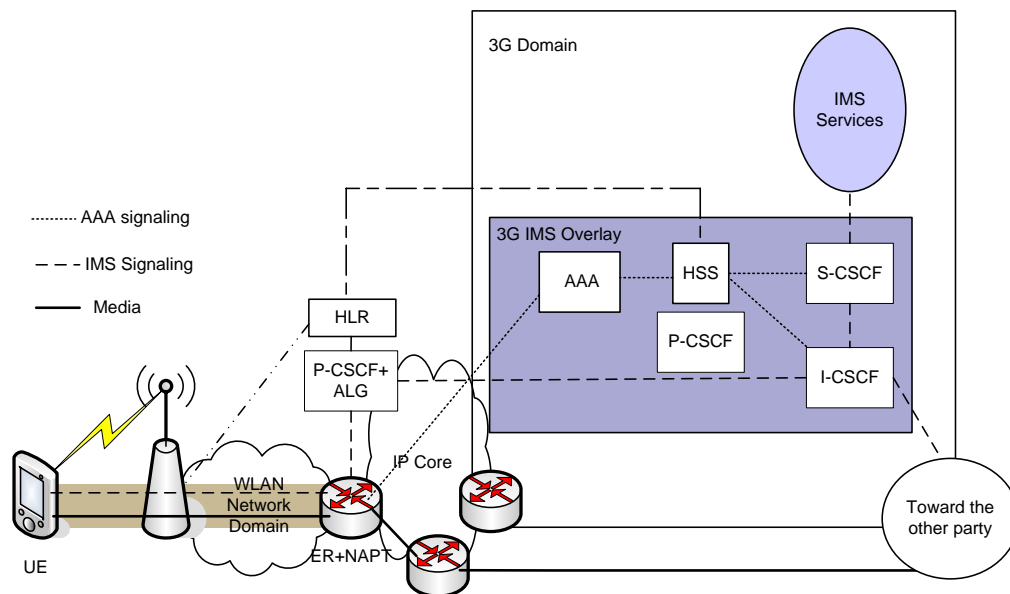 3G Domain
IMS
Services
AAA signaling
IMS Signaling
Media
3G IMS Overlay
AAA
HSS
S-CSCF
P-CSCF
I-CSCF
HLR
P-CSCF+
ALG
IP Core
WLAN
Network
Domain
ER+NAPT
UE
Toward the
other party